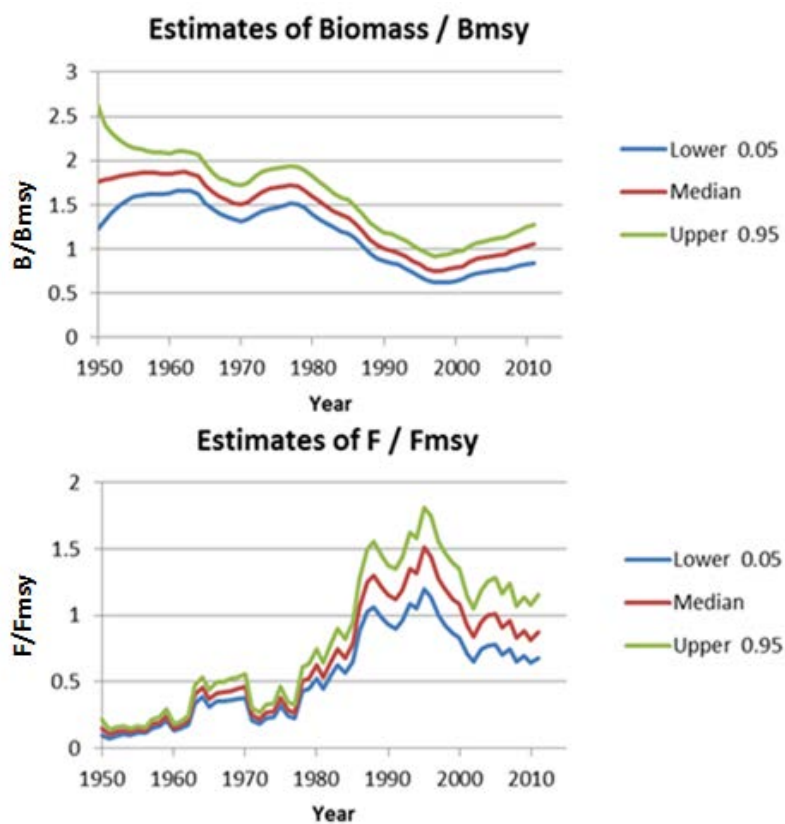 Estimates of Biomass / Bmsy
3
2.5
2
1.5
1
0.5
0
B/Bmsy
1950 1960 1970 1980 1990 2000 2010
Year
Lower 0.05
Median
Upper 0.95
Estimates of F / Fmsy
2
1.5
1
0.5
0
F/Fmsy
1950 1960 1970 1980 1990 2000 2010
Year
Lower 0.05
Median
Upper 0.95